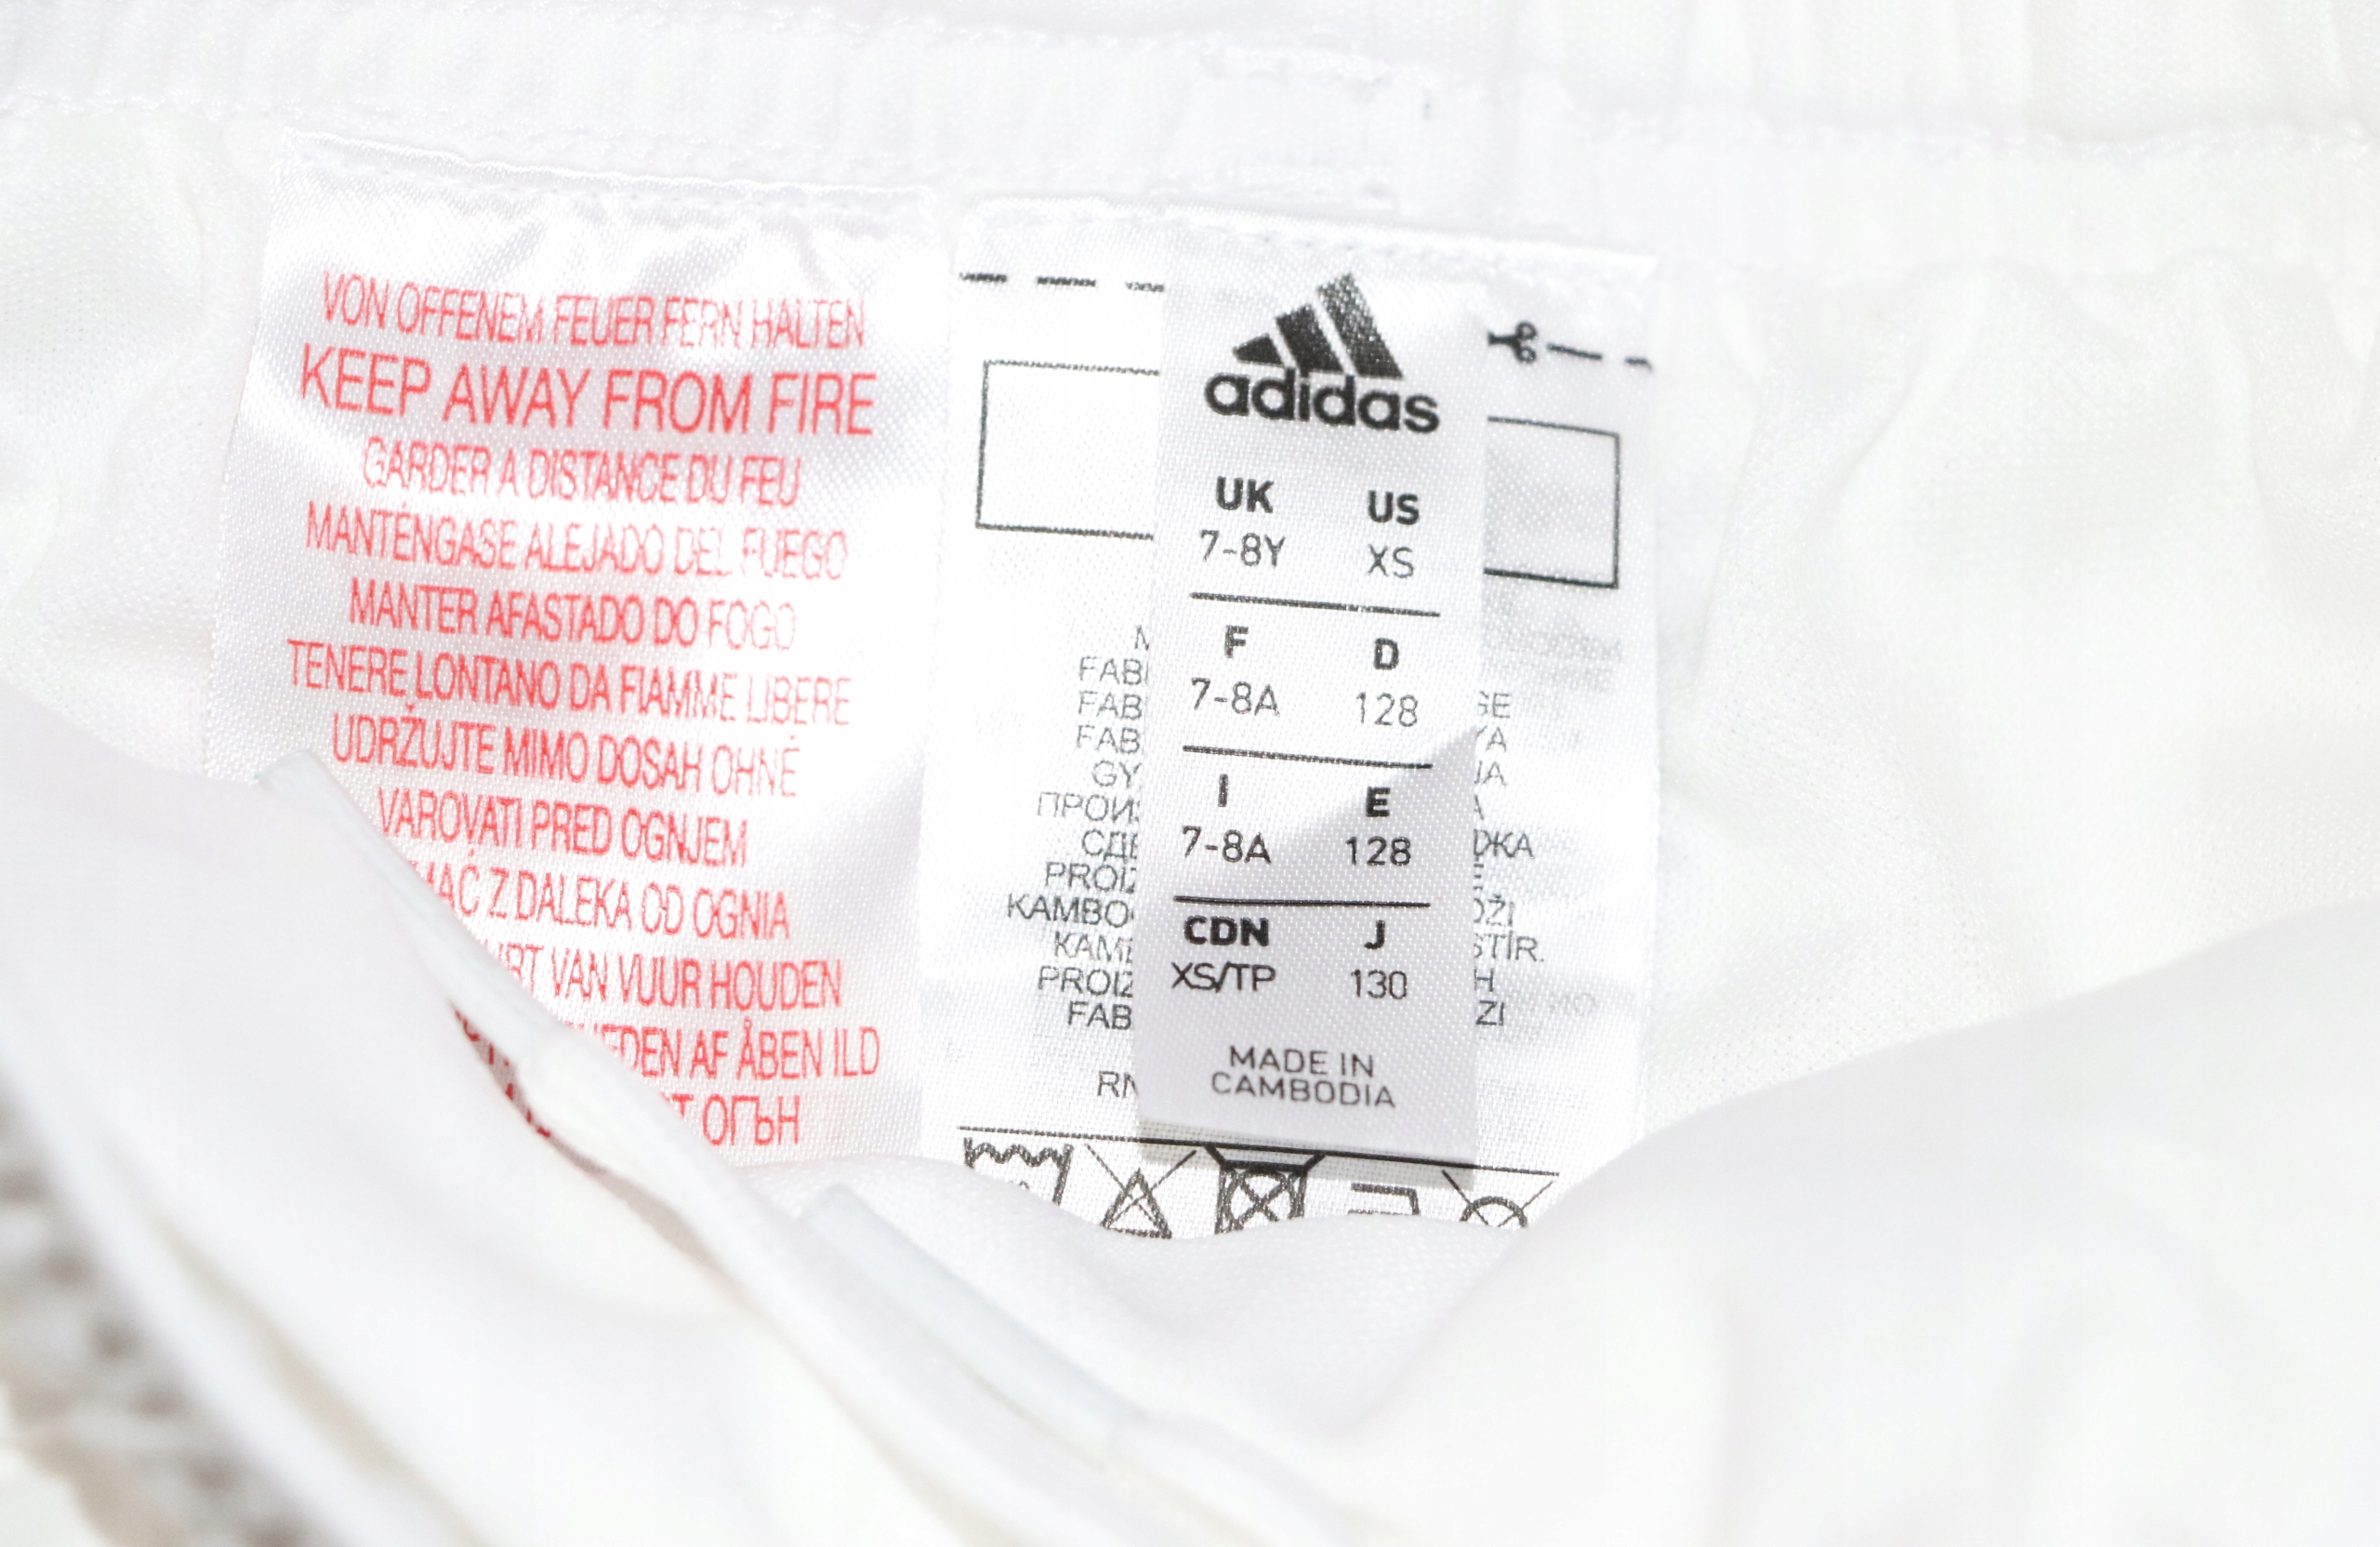 VON OFFENEM FEUER FERN HALTEN
KEEP AWAY FROM FIRE
GARDER A DISTANCE DU FEU
MANTÉNGASE ALEJADO DEL FUEGO
MANTER AFASTADO DO FOGO
TENERE LONTANO DA FIAMME LIBERE
UDRŽUJTE MIMO DOSAH OHNĚ
VAROVATI PRED OGNJEM
Z DALEKA OD OGNIA
VAN VUUR HOUDEN
AF ÅBEN ILD
ОГЪН
adidas
UK US
7-8Y XS
F D
7-8A 128
I E
7-8A 128
CDN J
XS/TP 130
MADE IN
CAMBODIA